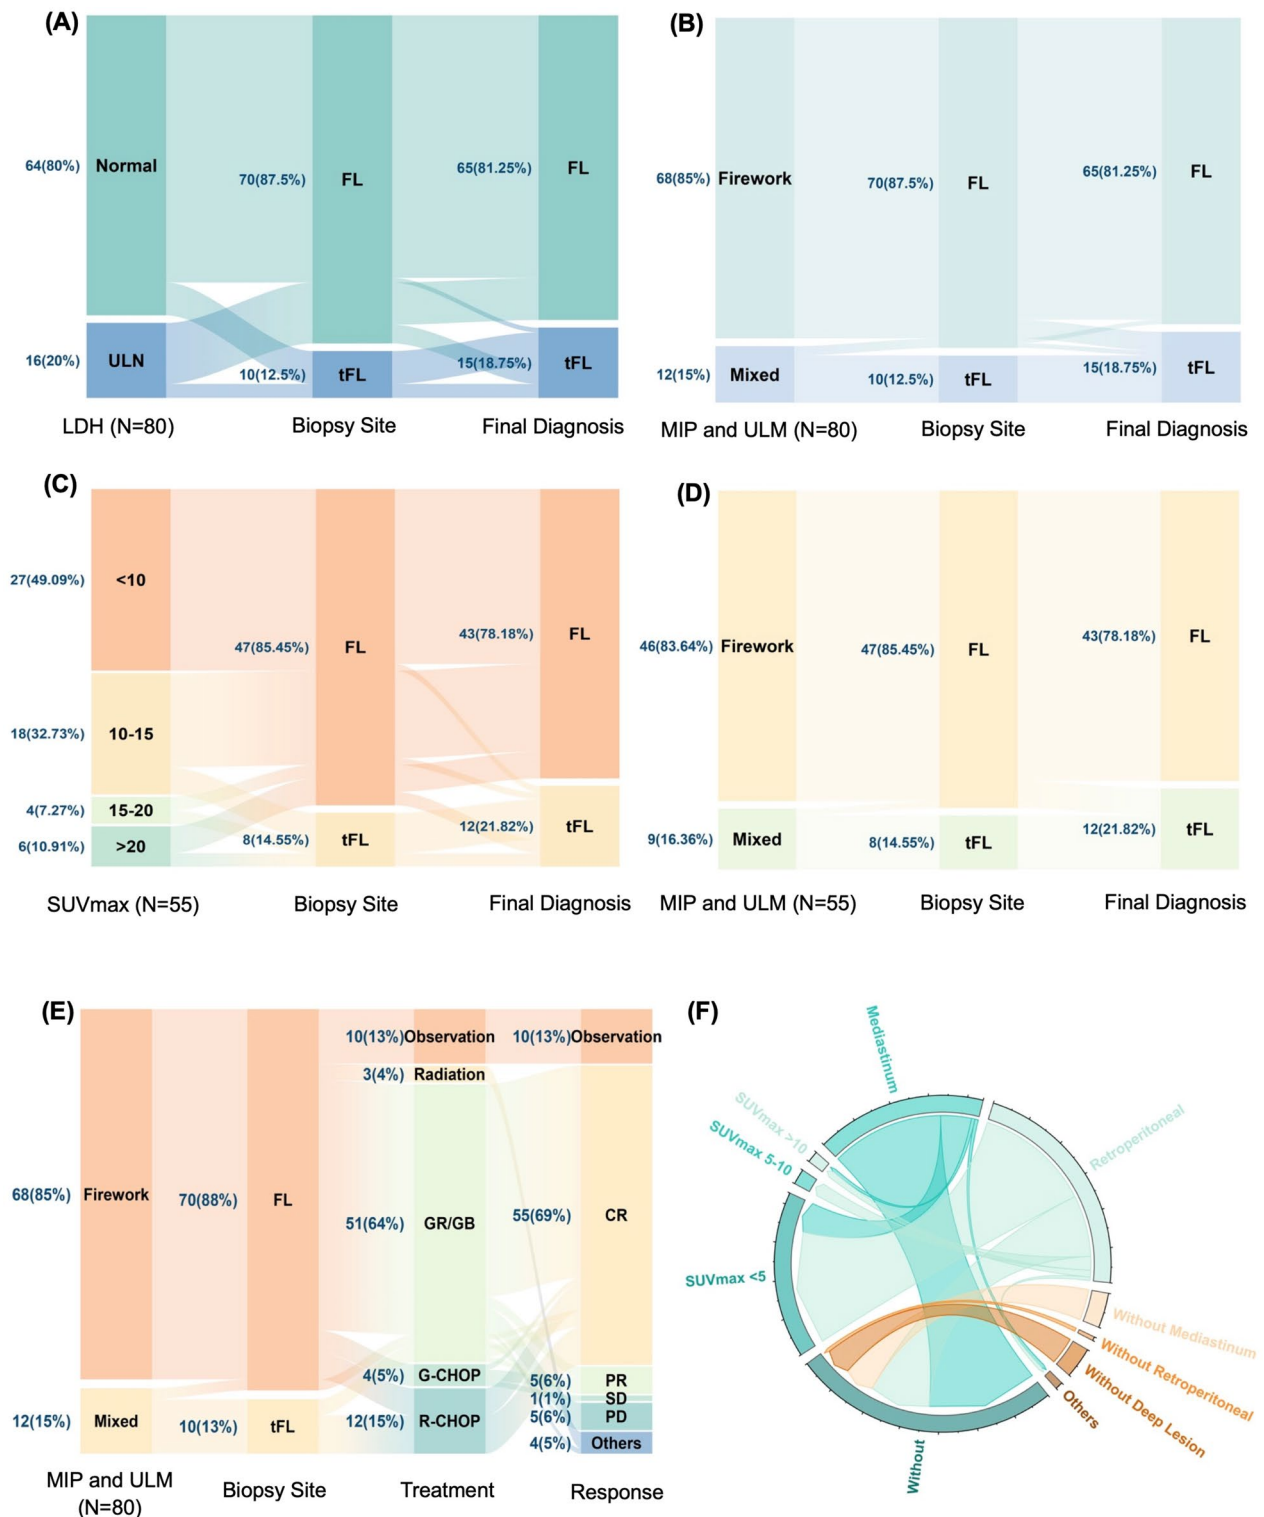 (A)
64(80%)
Normal
70(87.5%)
FL
65(81.25%)
FL
16(20%)
ULN
10(12.5%)
tFL
15(18.75%)
tFL
LDH (N=80)
Biopsy Site
Final Diagnosis
(B)
68(85%)
Firework
70(87.5%)
FL
65(81.25%)
FL
12(15%)
Mixed
10(12.5%)
tFL
15(18.75%)
tFL
MIP and ULM (N=80)
Biopsy Site
Final Diagnosis
(C)
27(49.09%)
<10
47(85.45%)
FL
43(78.18%)
FL
18(32.73%)
10-15
4(7.27%)
15-20
6(10.91%)
>20
8(14.55%)
tFL
12(21.82%)
tFL
SUVmax (N=55)
Biopsy Site
Final Diagnosis
(D)
46(83.64%)
Firework
47(85.45%)
FL
43(78.18%)
FL
9(16.36%)
Mixed
8(14.55%)
tFL
12(21.82%)
tFL
MIP and ULM (N=55)
Biopsy Site
Final Diagnosis
(E)
68(85%)
Firework
12(15%)
Mixed
70(88%)
FL
10(13%)
tFL
10(13%)
Observation
3(4%)
Radiation
51(64%)
GR/GB
4(5%)
G-CHOP
12(15%)
R-CHOP
10(13%)
Observation
55(69%)
CR
5(6%)
PR
1(1%)
SD
5(6%)
PD
4(5%)
Others
MIP and ULM
(N=80)
Biopsy Site
Treatment
Response
(F)
Mediastinum
Retroperitoneal
SUVmax >10
SUVmax 5-10
SUVmax <5
Without Mediastinum
Without Retroperitoneal
Without Deep Lesion
Others
Without